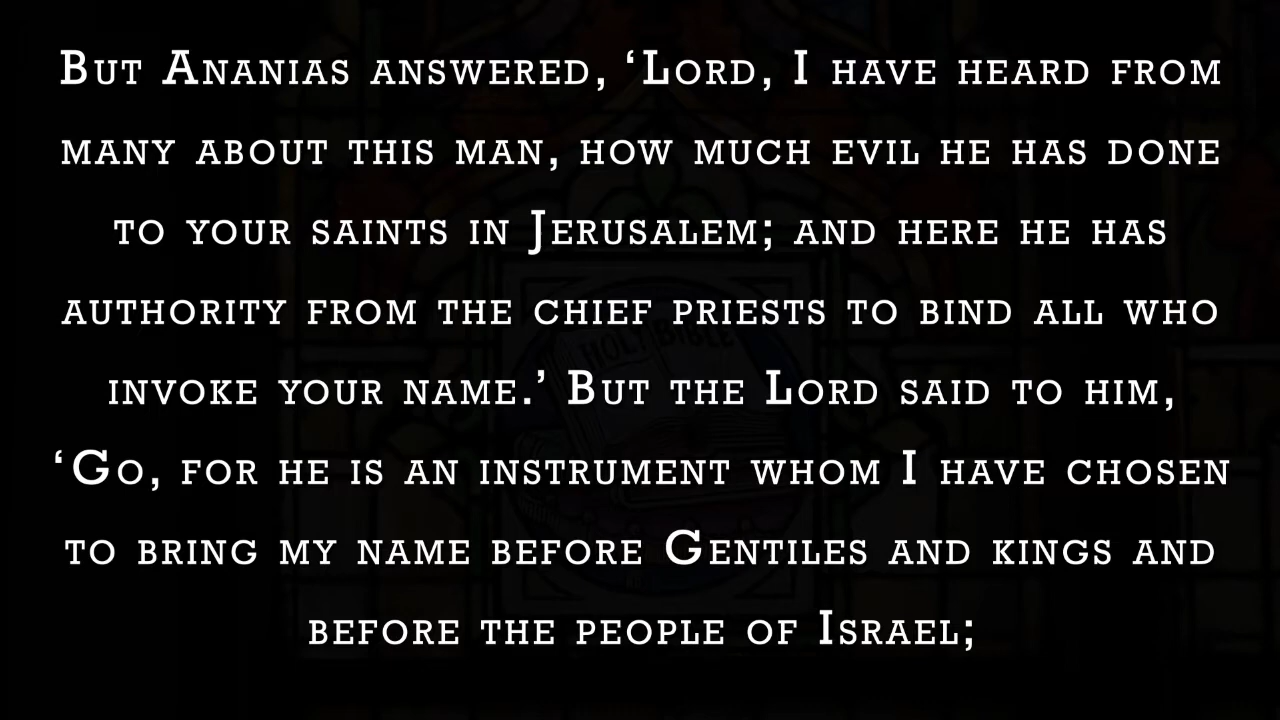 But Ananias answered, ‘Lord, I have heard from
many about this man, how much evil he has done
to your saints in Jerusalem; and here he has
authority from the chief priests to bind all who
invoke your name.’ But the Lord said to him,
‘Go, for he is an instrument whom I have chosen
to bring my name before Gentiles and kings and
before the people of Israel;
HOLY BIBLE